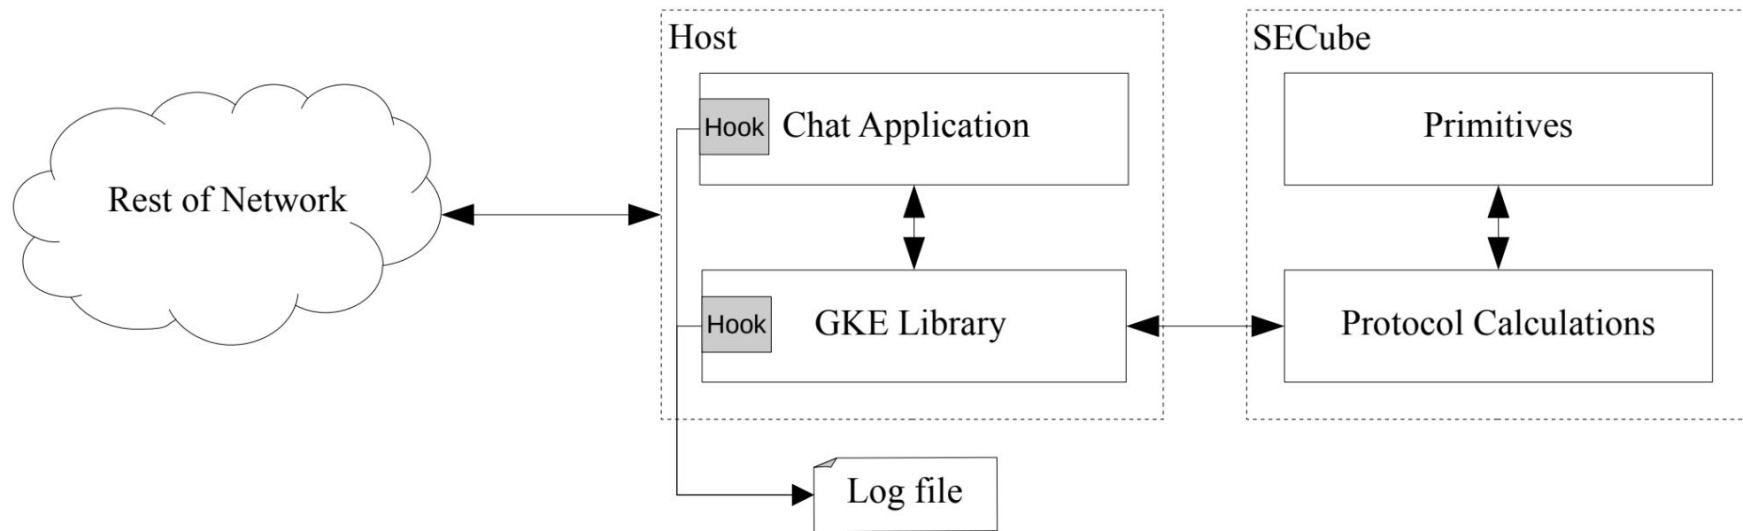 Host
SECube
Hook
Chat Application
Primitives
Rest of Network
Hook
GKE Library
Protocol Calculations
Log file